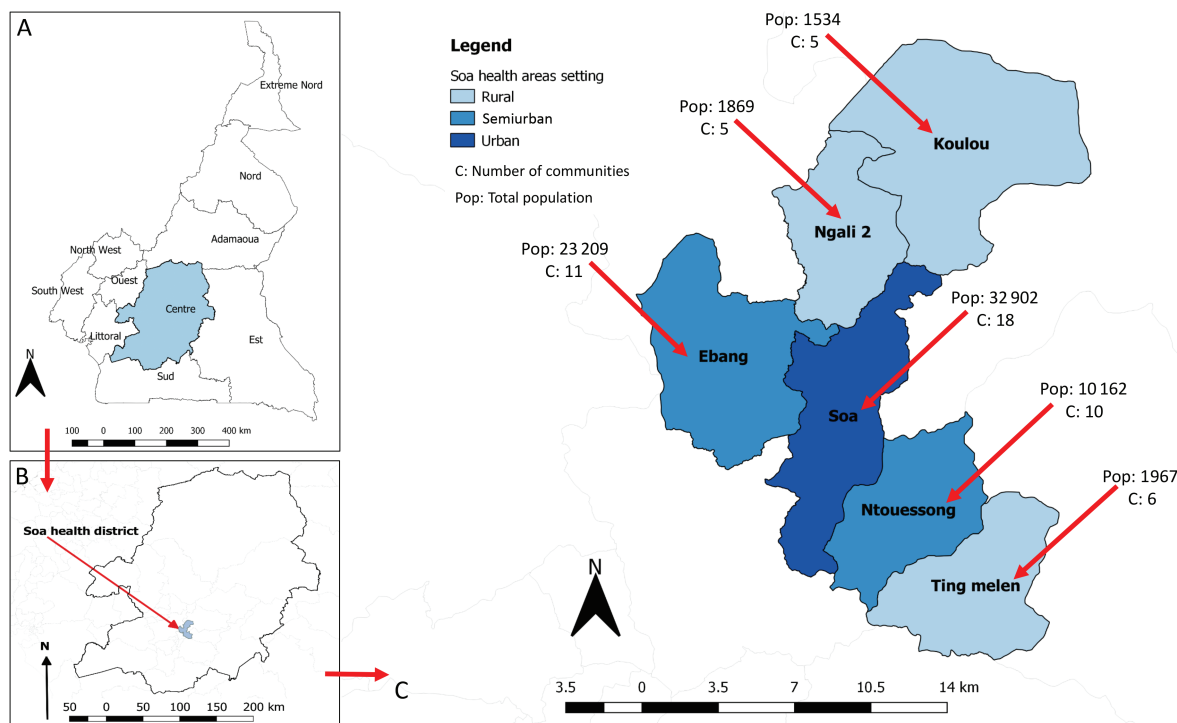 A
Extreme Nord
Nord
Adamaoua
North West
Ouest
South West
Centre
Littoral
Est
Sud
N
100 0 100 200 300 400 km
B
Soa health district
N
50 0 50 100 150 200 km
C
Legend
Soa health areas setting
Rural
Semiurban
Urban
C: Number of communities
Pop: Total population
Pop: 1534
C: 5
Koulou
Pop: 1869
C: 5
Ngali 2
Pop: 23 209
C: 11
Ebang
Pop: 32 902
C: 18
Soa
Pop: 10 162
C: 10
Ntouessong
Pop: 1967
C: 6
Ting melen
N
3.5 0 3.5 7 10.5 14 km